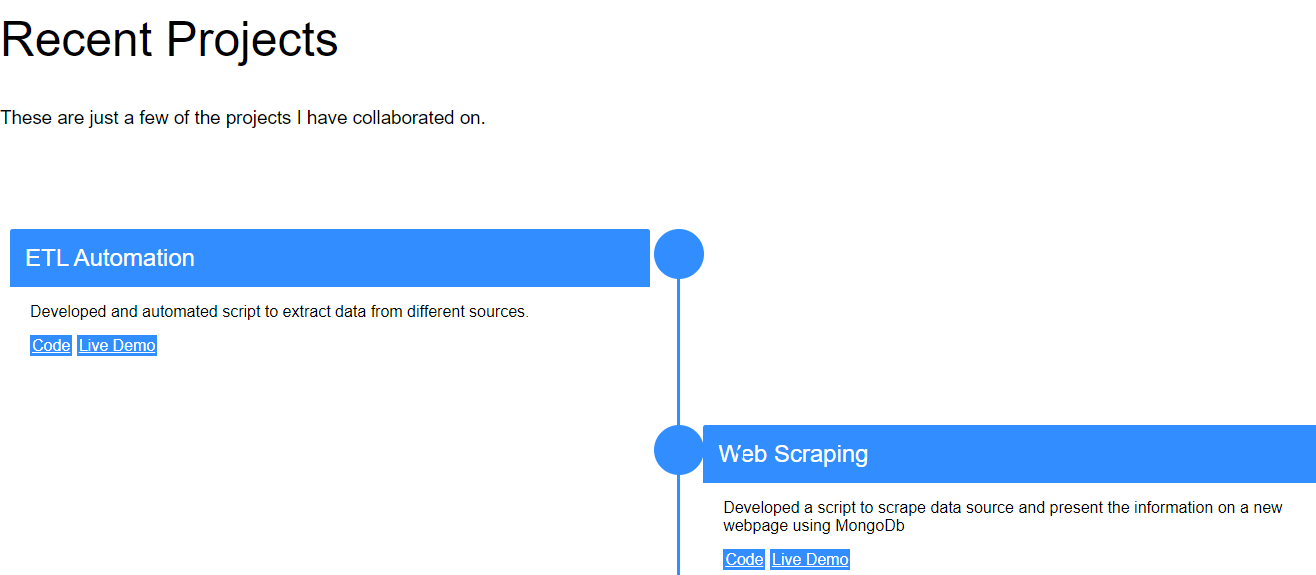 Recent Projects
These are just a few of the projects I have collaborated on.
ETL Automation
Developed and automated script to extract data from different sources.
Code Live Demo
Web Scraping
Developed a script to scrape data source and present the information on a new
webpage using MongoDb
Code Live Demo